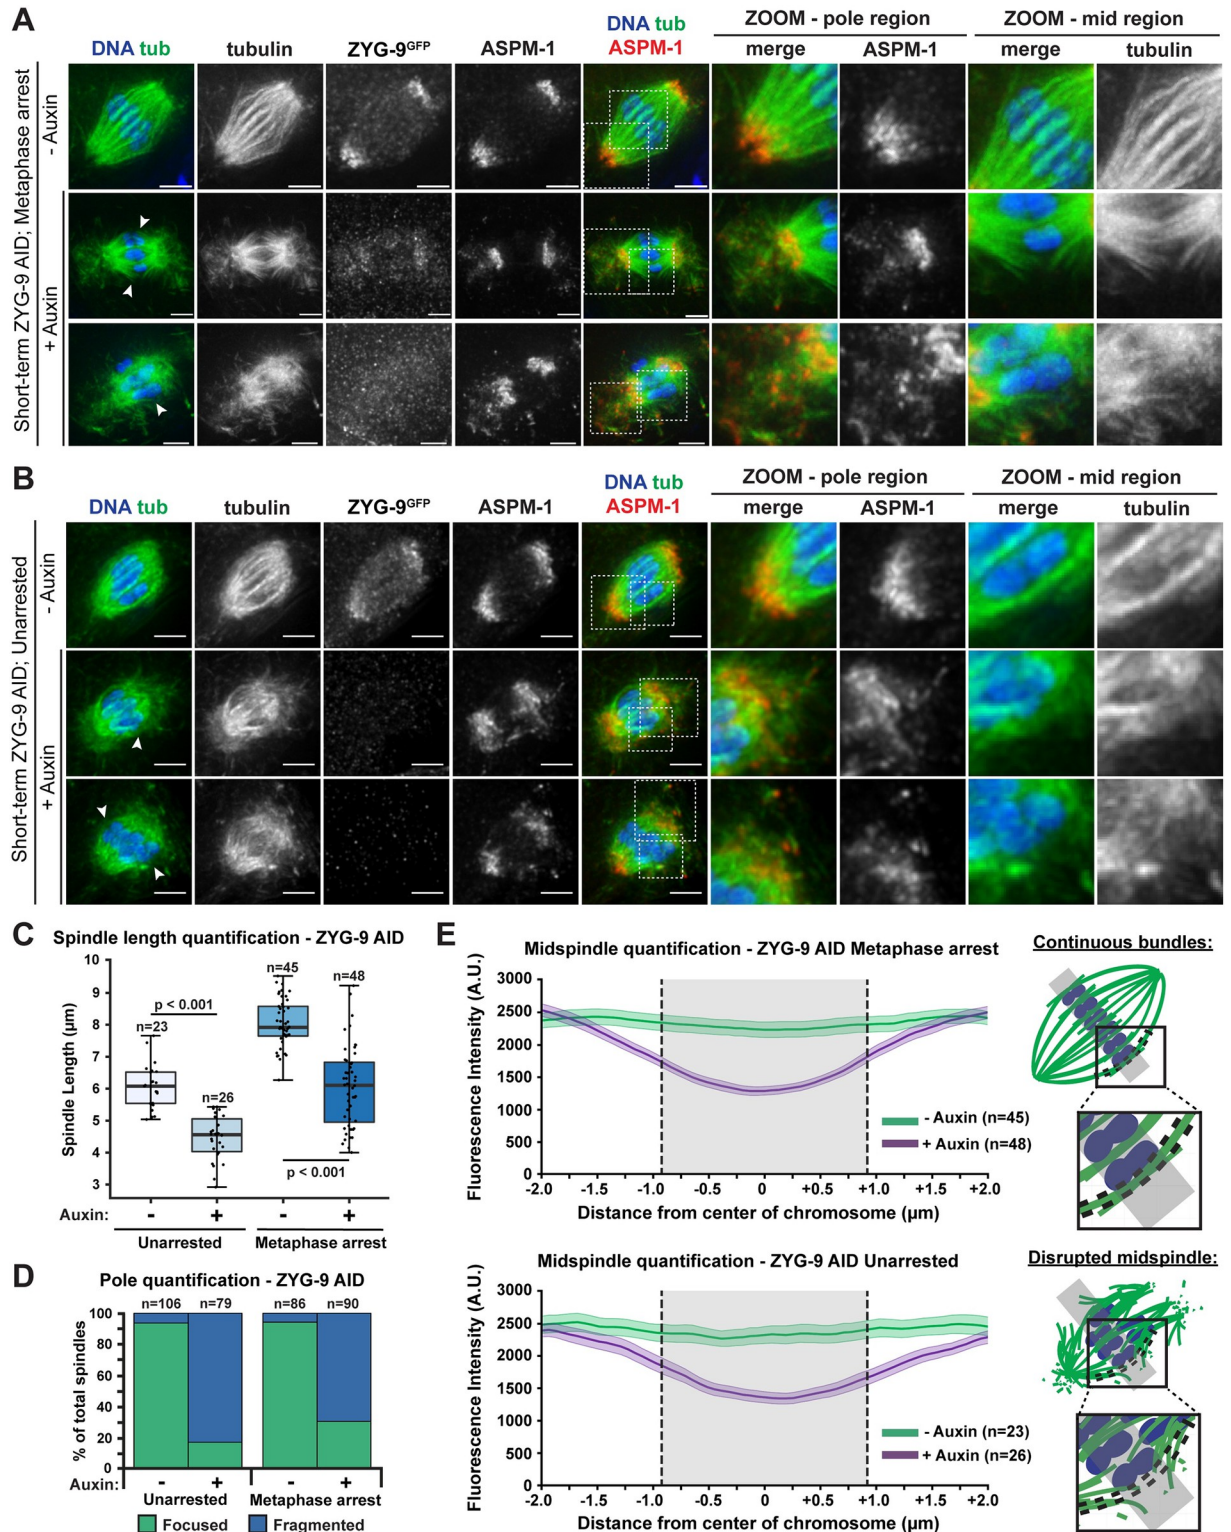 A
DNA tub
tubulin
ZYG-9GFP
ASPM-1
DNA tub
ASPM-1
ZOOM - pole region
merge
ASPM-1
ZOOM - mid region
merge
tubulin
Short-term ZYG-9 AID; Metaphase arrest
- Auxin
+ Auxin
B
DNA tub
tubulin
ZYG-9GFP
ASPM-1
DNA tub
ASPM-1
ZOOM - pole region
merge
ASPM-1
ZOOM - mid region
merge
tubulin
Short-term ZYG-9 AID; Unarrested
- Auxin
+ Auxin
C
Spindle length quantification - ZYG-9 AID
Spindle Length (µm)
10
9
8
7
6
5
4
3
n=23
p < 0.001
n=26
n=45
n=48
p < 0.001
Auxin: - + - +
Unarrested Metaphase arrest
D
Pole quantification - ZYG-9 AID
n=106 n=79 n=86 n=90
% of total spindles
100
80
60
40
20
0
Auxin: - + - +
Unarrested Metaphase arrest
Focused Fragmented
E
Midspindle quantification - ZYG-9 AID Metaphase arrest
Fluorescence Intensity (A.U.)
3000
2500
2000
1500
1000
500
0
- Auxin (n=45)
+ Auxin (n=48)
-2.0 -1.5 -1.0 -0.5 0 +0.5 +1.0 +1.5 +2.0
Distance from center of chromosome (µm)
Continuous bundles:
Midspindle quantification - ZYG-9 AID Unarrested
Fluorescence Intensity (A.U.)
3000
2500
2000
1500
1000
500
0
- Auxin (n=23)
+ Auxin (n=26)
-2.0 -1.5 -1.0 -0.5 0 +0.5 +1.0 +1.5 +2.0
Distance from center of chromosome (µm)
Disrupted midspindle: